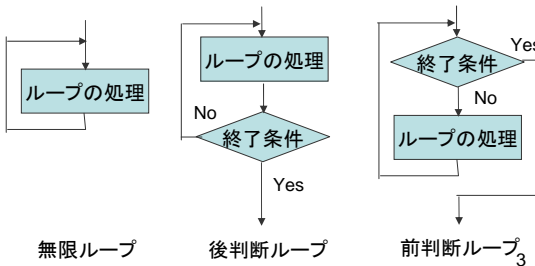 ループの処理
無限ループ
ループの処理
No
終了条件
Yes
後判断ループ
終了条件
Yes
No
ループの処理
前判断ループ
3